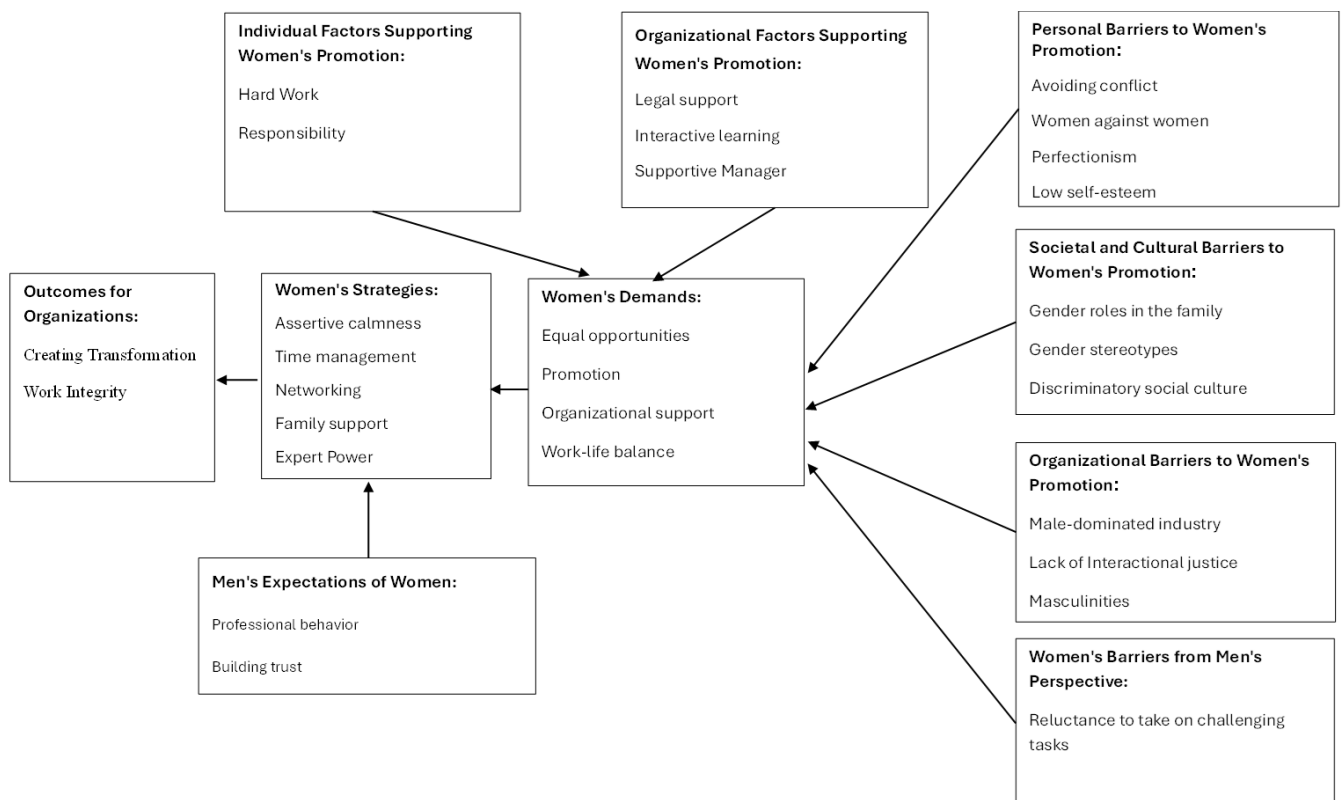 Individual Factors Supporting
Women's Promotion:
Hard Work
Responsibility
Organizational Factors Supporting
Women's Promotion:
Legal support
Interactive learning
Supportive Manager
Personal Barriers to Women's
Promotion:
Avoiding conflict
Women against women
Perfectionism
Low self-esteem
Outcomes for
Organizations:
Creating Transformation
Work Integrity
Women's Strategies:
Assertive calmness
Time management
Networking
Family support
Expert Power
Women's Demands:
Equal opportunities
Promotion
Organizational support
Work-life balance
Societal and Cultural Barriers to
Women's Promotion:
Gender roles in the family
Gender stereotypes
Discriminatory social culture
Organizational Barriers to Women's
Promotion:
Male-dominated industry
Lack of Interactional justice
Masculinities
Men's Expectations of Women:
Professional behavior
Building trust
Women's Barriers from Men's
Perspective:
Reluctance to take on challenging
tasks